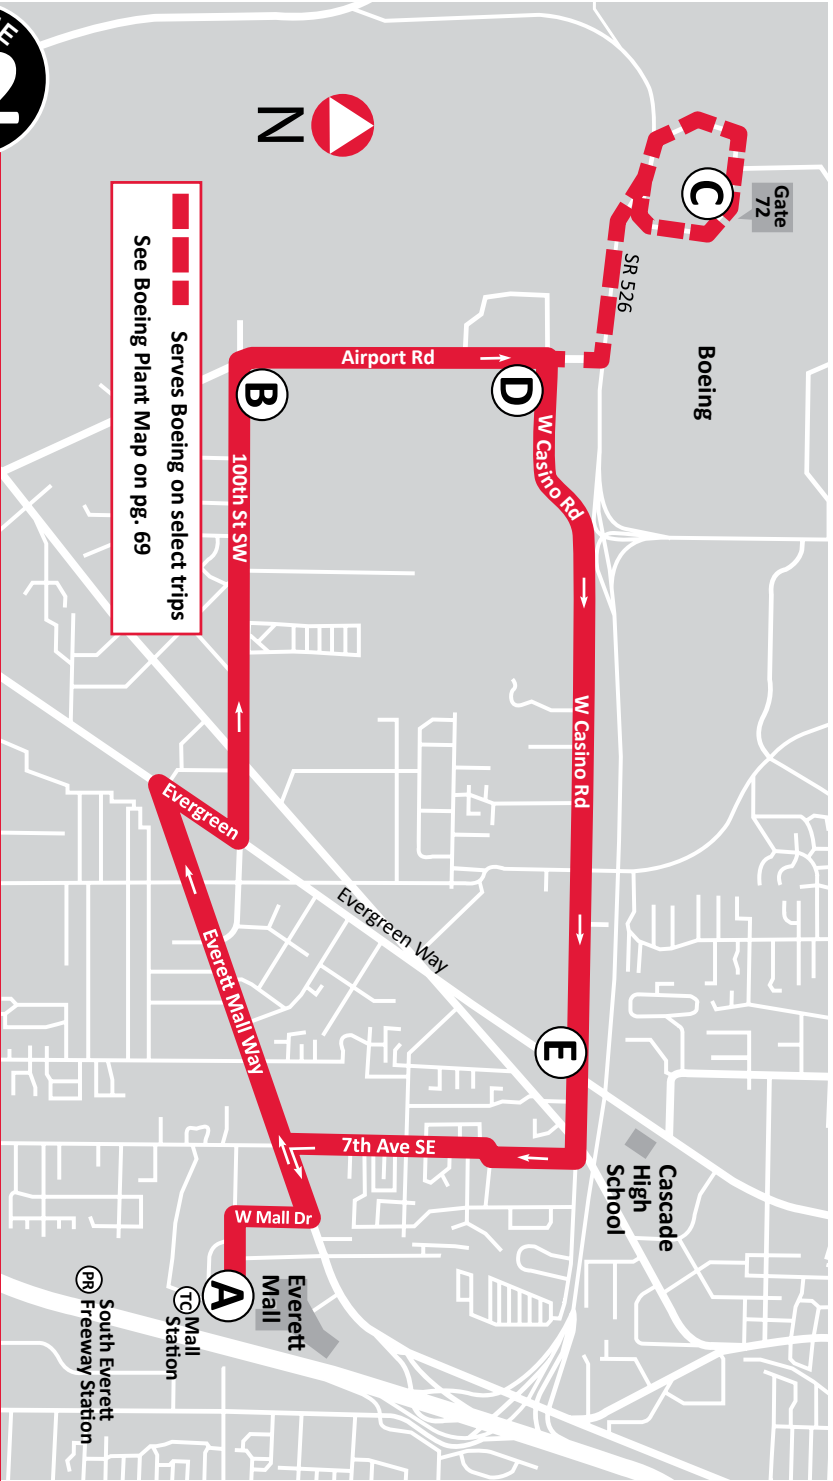 2
N
Serves Boeing on select trips
See Boeing Plant Map on pg. 69
C
Gate
72
SR 526
Boeing
Airport Rd
B
D
W Casino Rd
100th St SW
W Casino Rd
Evergreen
Evergreen Way
Everett Mall Way
E
7th Ave SE
Cascade
High
School
W Mall Dr
A
Everett
Mall
TC
Mall
Station
PR
South Everett
Freeway Station